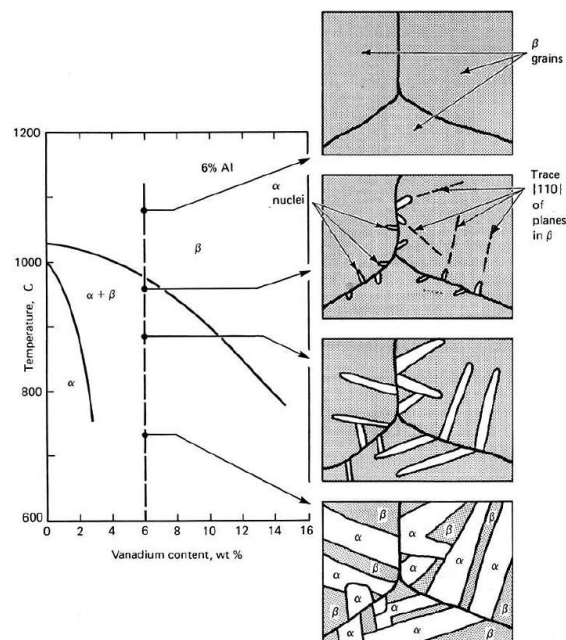 β
grains
1200
6% Al
α
nuclei
Trace
{110}
of
planes
in β
β
1000
Temperature, C
α + β
800
α
600
0 2 4 6 8 10 12 14 16
Vanadium content, wt %
β
α
β
β
α
β
α
α
α
β
α
α
β
α
α
β
α
β